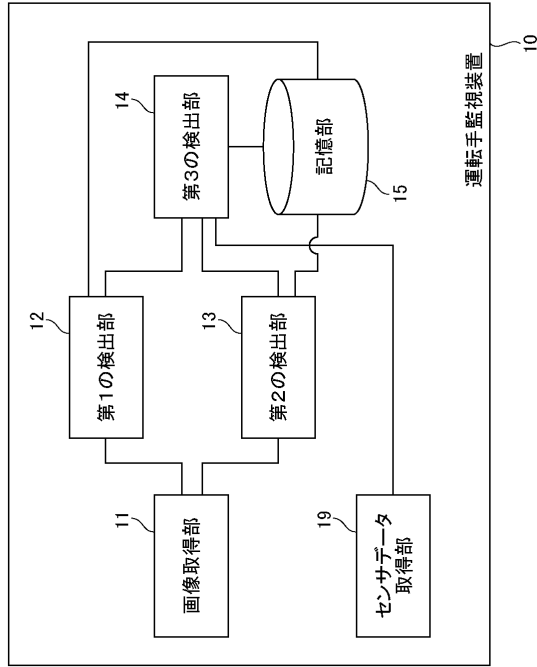 運転手監視装置
10
画像取得部
11
第1の検出部
12
第2の検出部
13
第3の検出部
14
記憶部
15
センサデータ
取得部
19